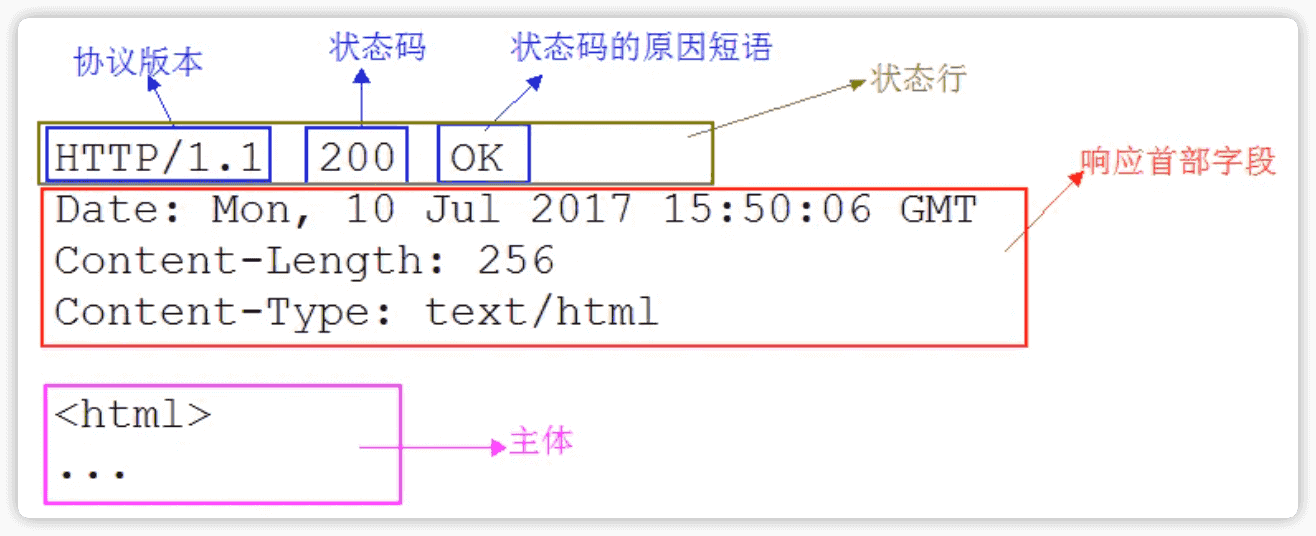 协议版本
状态码
状态码的原因短语
状态行
HTTP/1.1 200 OK
响应首部字段
Date: Mon, 10 Jul 2017 15:50:06 GMT
Content-Length: 256
Content-Type: text/html
<html>
...
主体